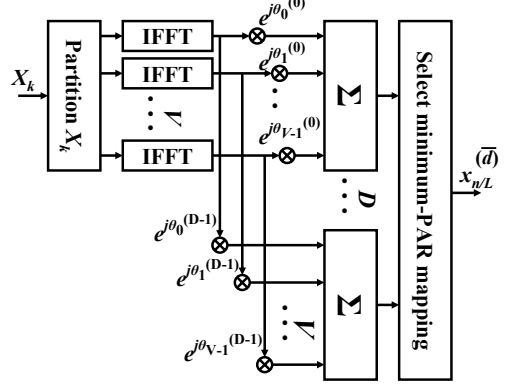 e^{jθ_0^{(0)}}
IFFT
e^{jθ_1^{(0)}}
IFFT
X_k
Partition X_k
. . .
V
. . .
Σ
e^{jθ_{V-1}^{(0)}}
IFFT
Select minimum-PAR mapping
(d̅)
x_{n/L}
. . . .
D
e^{jθ_0^{(D-1)}}
e^{jθ_1^{(D-1)}}
Σ
. . . .
V
e^{jθ_{V-1}^{(D-1)}}